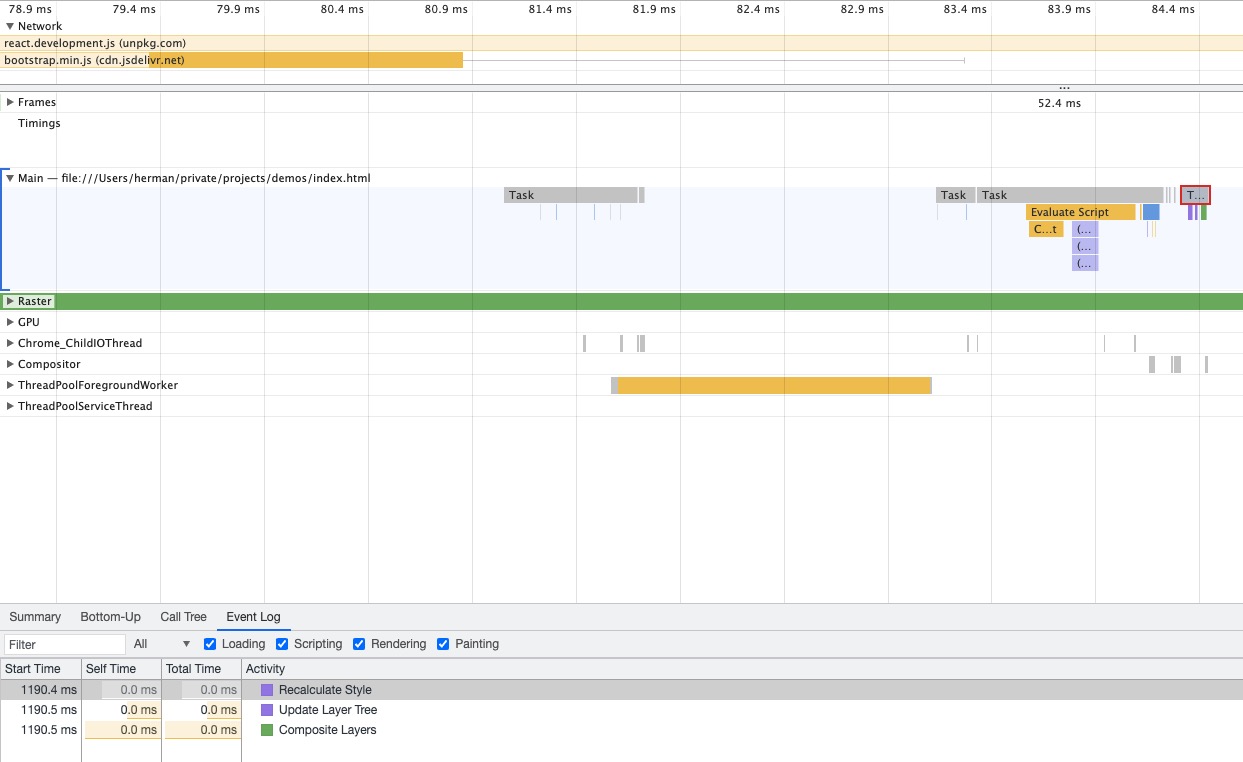 78.9 ms 79.4 ms 79.9 ms 80.4 ms 80.9 ms 81.4 ms 81.9 ms 82.4 ms 82.9 ms 83.4 ms 83.9 ms 84.4 ms
Network
react.development.js (unpkg.com)
bootstrap.min.js (cdn.jsdelivr.net)
...
Frames 52.4 ms
Timings
Main — file:///Users/herman/private/projects/demos/index.html
Task Task Task T...
Evaluate Script
C...t (...
(...
(...
Raster
GPU
Chrome_ChildIOThread
Compositor
ThreadPoolForegroundWorker
ThreadPoolServiceThread
Summary Bottom-Up Call Tree Event Log
Filter All Loading Scripting Rendering Painting
Start Time Self Time Total Time Activity
1190.4 ms 0.0 ms 0.0 ms Recalculate Style
1190.5 ms 0.0 ms 0.0 ms Update Layer Tree
1190.5 ms 0.0 ms 0.0 ms Composite Layers